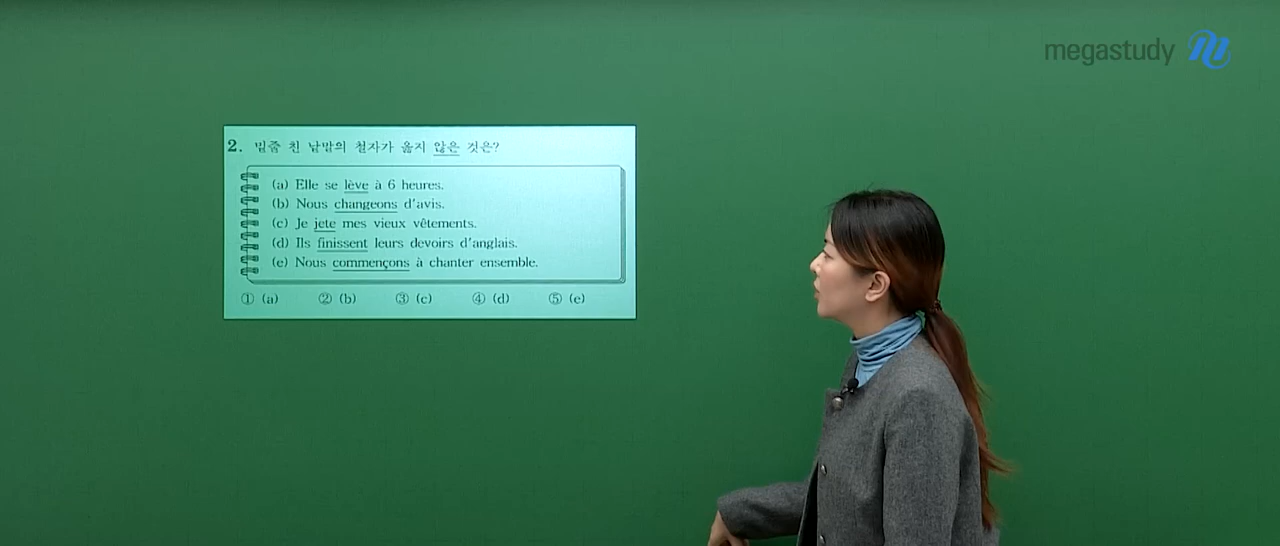 megastudy
2. 밑줄 친 낱말의 철자가 옳지 않은 것은?
(a) Elle se lève à 6 heures.
(b) Nous changeons d'avis.
(c) Je jete mes vieux vêtements.
(d) Ils finissent leurs devoirs d'anglais.
(e) Nous commençons à chanter ensemble.
① (a) ② (b) ③ (c) ④ (d) ⑤ (e)